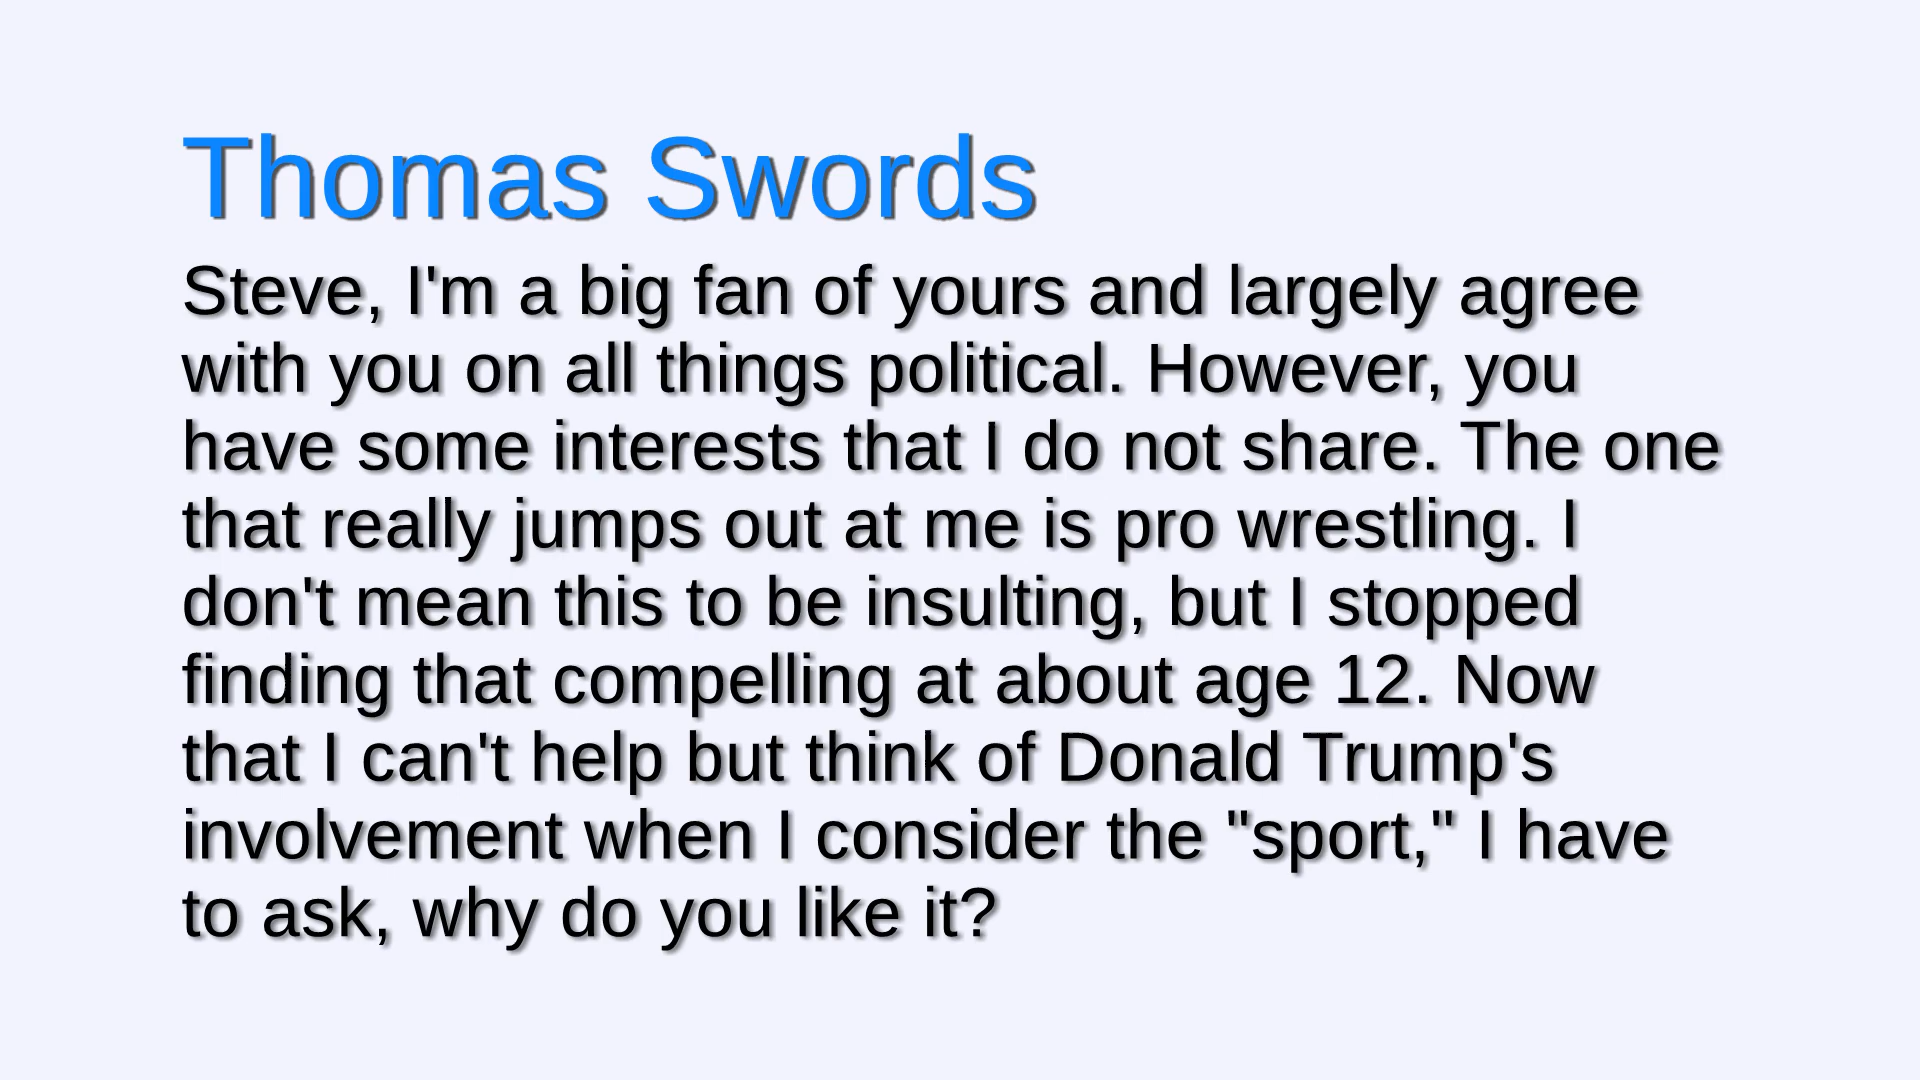 Thomas Swords
Steve, I'm a big fan of yours and largely agree
with you on all things political. However, you
have some interests that I do not share. The one
that really jumps out at me is pro wrestling. I
don't mean this to be insulting, but I stopped
finding that compelling at about age 12. Now
that I can't help but think of Donald Trump's
involvement when I consider the "sport," I have
to ask, why do you like it?